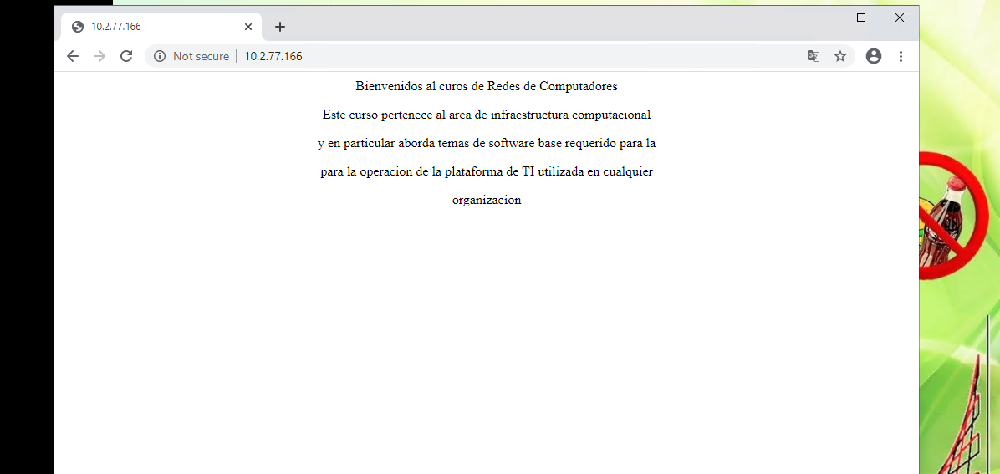 10.2.77.166
Not secure 10.2.77.166
Bienvenidos al curos de Redes de Computadores
Este curso pertenece al area de infraestructura computacional
y en particular aborda temas de software base requerido para la
para la operacion de la plataforma de TI utilizada en cualquier
organizacion